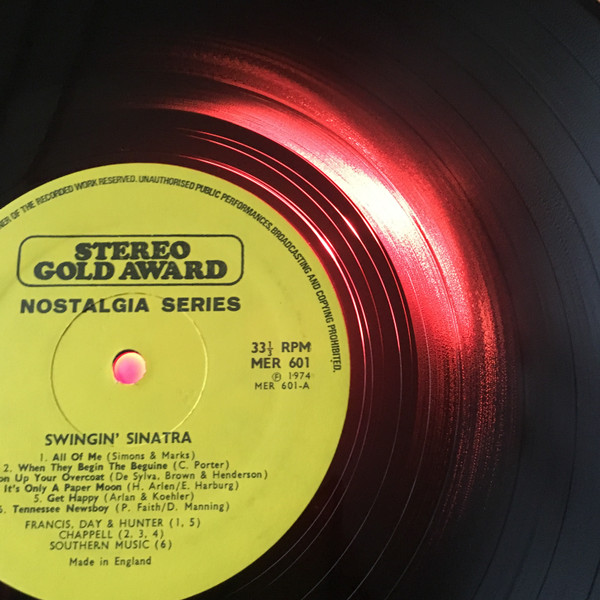 NER OF THE RECORDED WORK RESERVED. UNAUTHORISED PUBLIC PERFORMANCES, BROADCASTING AND COPYING PROHIBITED.
STEREO
GOLD AWARD
NOSTALGIA SERIES
33⅓ RPM
MER 601
Ⓟ 1974
MER 601-A
SWINGIN' SINATRA
1. All Of Me (Simons & Marks)
2. When They Begin The Beguine (C. Porter)
on Up Your Overcoat (De Sylva, Brown & Henderson)
It's Only A Paper Moon (H. Arlen/E. Harburg)
5. Get Happy (Arlan & Koehler)
6. Tennessee Newsboy (P. Faith/D. Manning)
FRANCIS, DAY & HUNTER (1, 5)
CHAPPELL (2. 3, 4)
SOUTHERN MUSIC (6)
Made in England